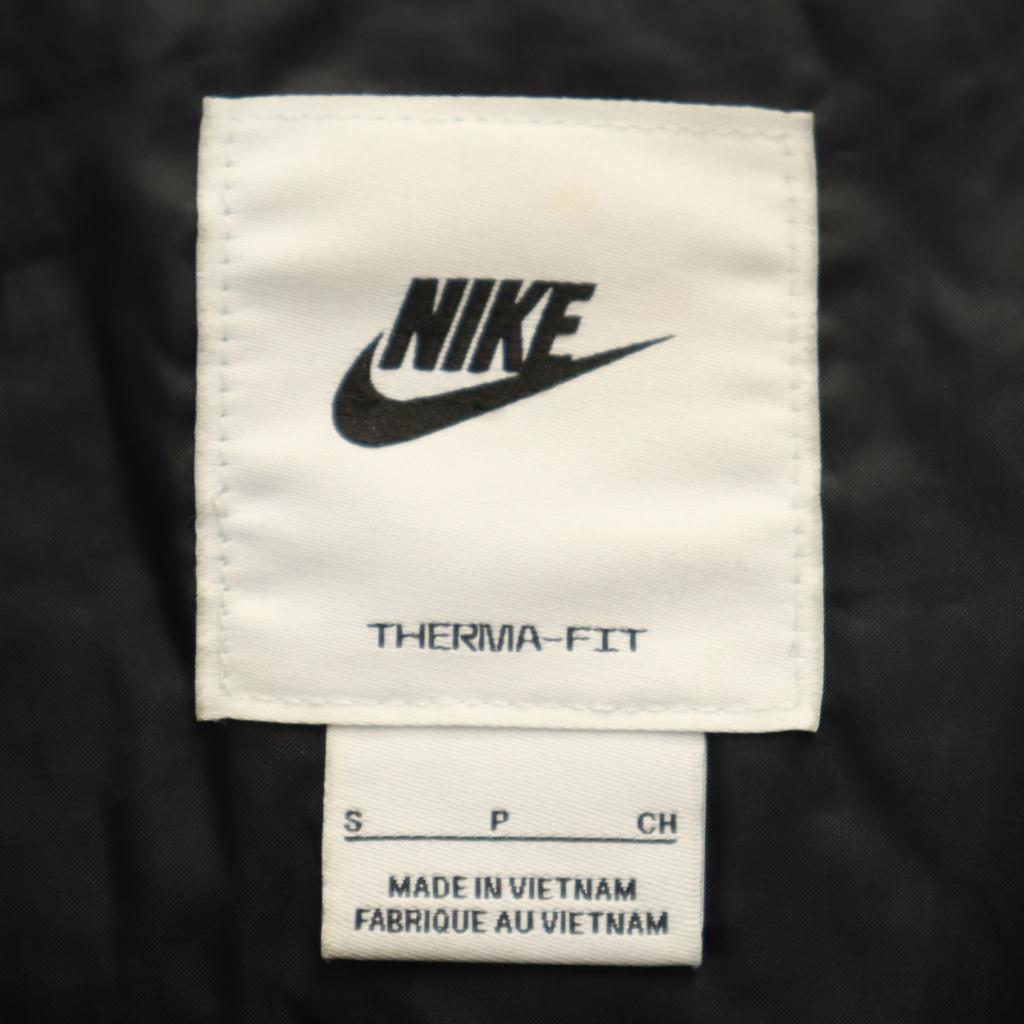 NIKE
THERMA-FIT
S P CH
MADE IN VIETNAM
FABRIQUE AU VIETNAM